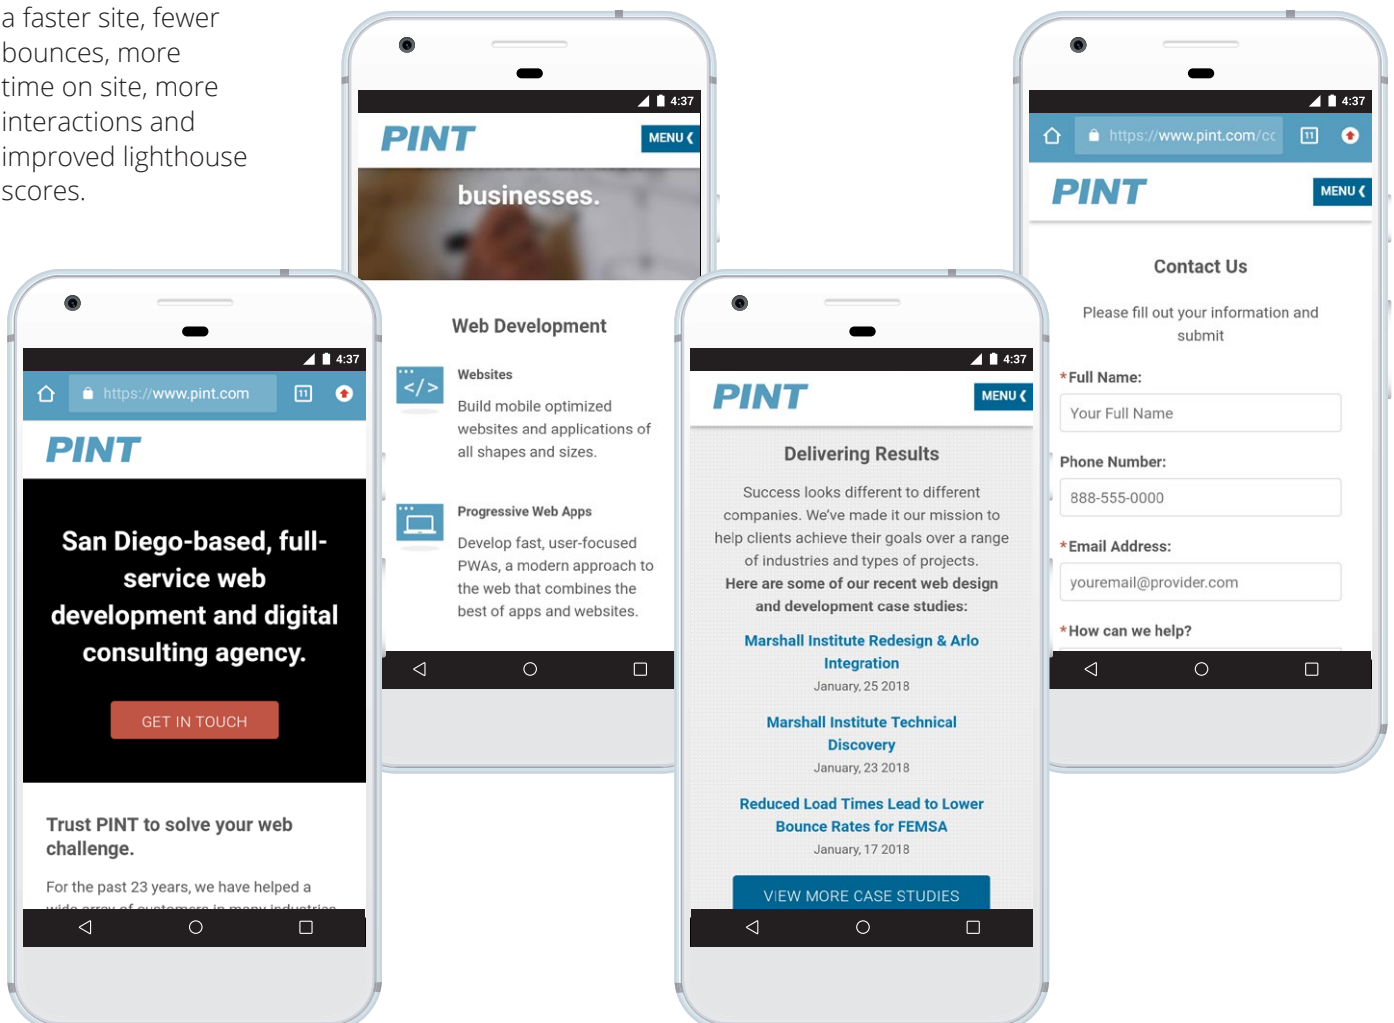 a faster site, fewer
bounces, more
time on site, more
interactions and
improved lighthouse
scores.
4:37
PINT
MENU
businesses.
Web Development
Websites
</>
Build mobile optimized
websites and applications of
all shapes and sizes.
Progressive Web Apps
Develop fast, user-focused
PWAs, a modern approach to
the web that combines the
best of apps and websites.
4:37
https://www.pint.com/cc
11
PINT
MENU
Contact Us
Please fill out your information and
submit
*Full Name:
Your Full Name
Phone Number:
888-555-0000
*Email Address:
youremail@provider.com
*How can we help?
4:37
https://www.pint.com
11
PINT
San Diego-based, full-
service web
development and digital
consulting agency.
GET IN TOUCH
Trust PINT to solve your web
challenge.
For the past 23 years, we have helped a
wide array of customers in many industries
4:37
PINT
MENU
Delivering Results
Success looks different to different
companies. We've made it our mission to
help clients achieve their goals over a range
of industries and types of projects.
Here are some of our recent web design
and development case studies:
Marshall Institute Redesign & Arlo
Integration
January, 25 2018
Marshall Institute Technical
Discovery
January, 23 2018
Reduced Load Times Lead to Lower
Bounce Rates for FEMSA
January, 17 2018
VIEW MORE CASE STUDIES